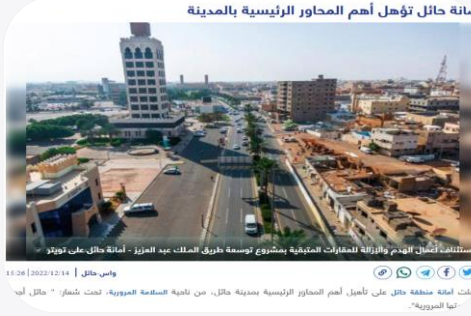 أمانة حائل تؤهل أهم المحاور الرئيسية بالمدينة
استئناف أعمال الهدم والإزالة للعقارات المتبقية بمشروع توسعة طريق الملك عبد العزيز - أمانة حائل على تويتر
واس-حائل | 2022/12/14 | 15:26
أمانة منطقة حائل على تأهيل أهم المحاور الرئيسية بمدينة حائل، من ناحية السلامة المرورية، تحت شعار: " حائل
المرورية".